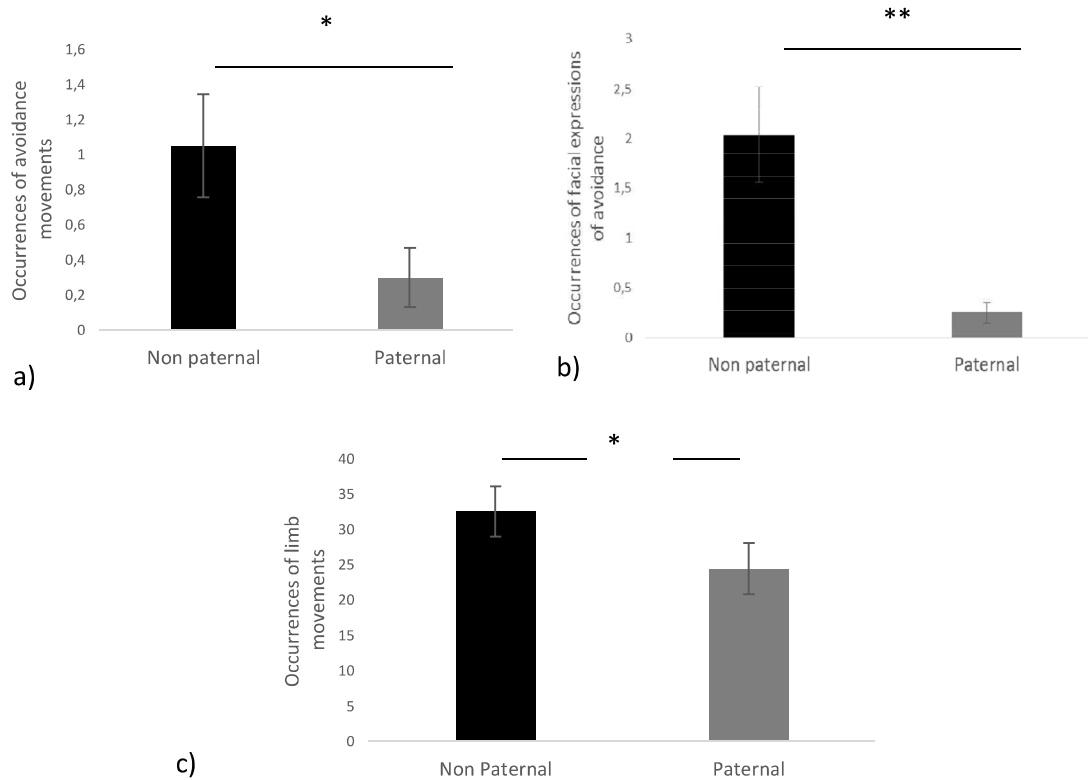 *
Occurrences of avoidance
movements
1,6
1,4
1,2
1
0,8
0,6
0,4
0,2
0
Non paternal
Paternal
a)
**
Occurrences of facial expressions
of avoidance
3
2,5
2
1,5
1
0,5
0
Non paternal
Paternal
b)
*
Occurrences of limb
movements
40
35
30
25
20
15
10
5
0
Non Paternal
Paternal
c)